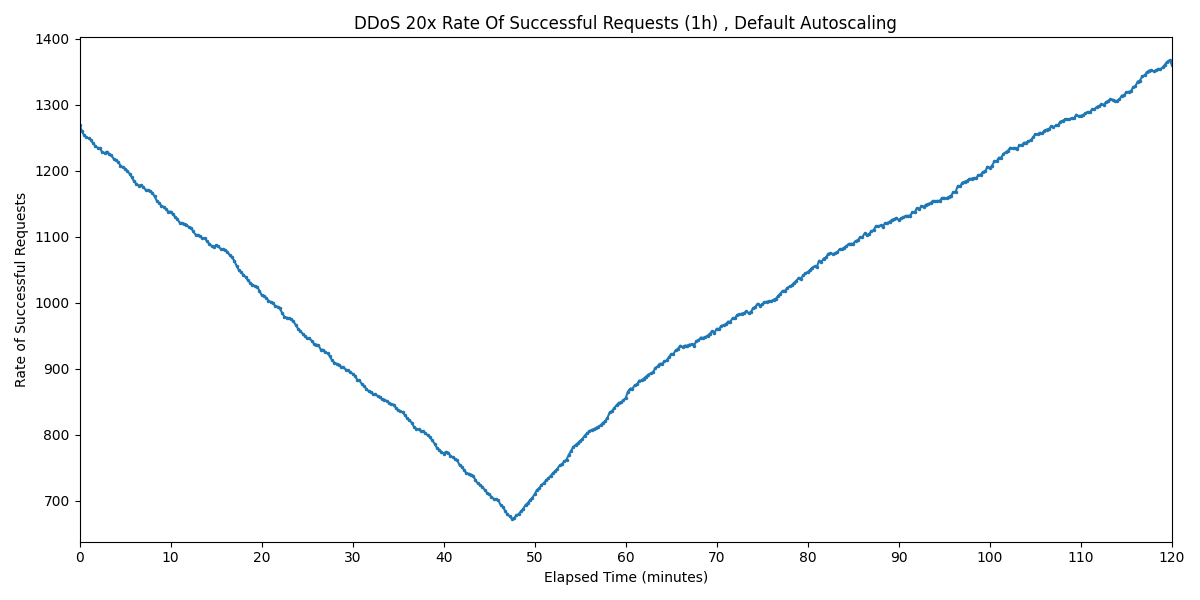 DDoS 20x Rate Of Successful Requests (1h) , Default Autoscaling
1400
1300
1200
1100
1000
900
800
700
Rate of Successful Requests
0 10 20 30 40 50 60 70 80 90 100 110 120
Elapsed Time (minutes)